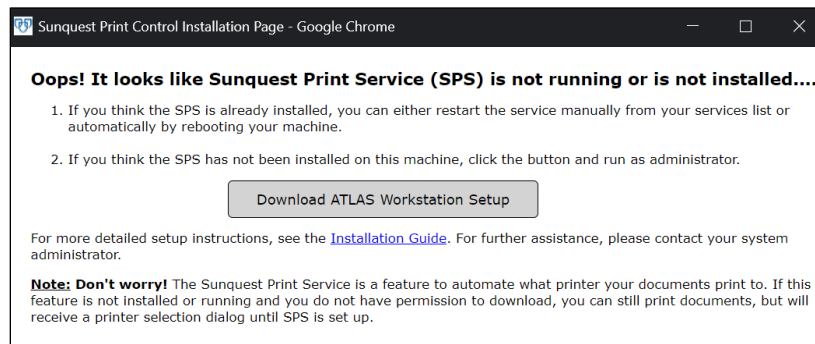 Sunquest Print Control Installation Page - Google Chrome
Oops! It looks like Sunquest Print Service (SPS) is not running or is not installed....
1. If you think the SPS is already installed, you can either restart the service manually from your services list or
automatically by rebooting your machine.
2. If you think the SPS has not been installed on this machine, click the button and run as administrator.
Download ATLAS Workstation Setup
For more detailed setup instructions, see the Installation Guide. For further assistance, please contact your system
administrator.
Note: Don't worry! The Sunquest Print Service is a feature to automate what printer your documents print to. If this
feature is not installed or running and you do not have permission to download, you can still print documents, but will
receive a printer selection dialog until SPS is set up.